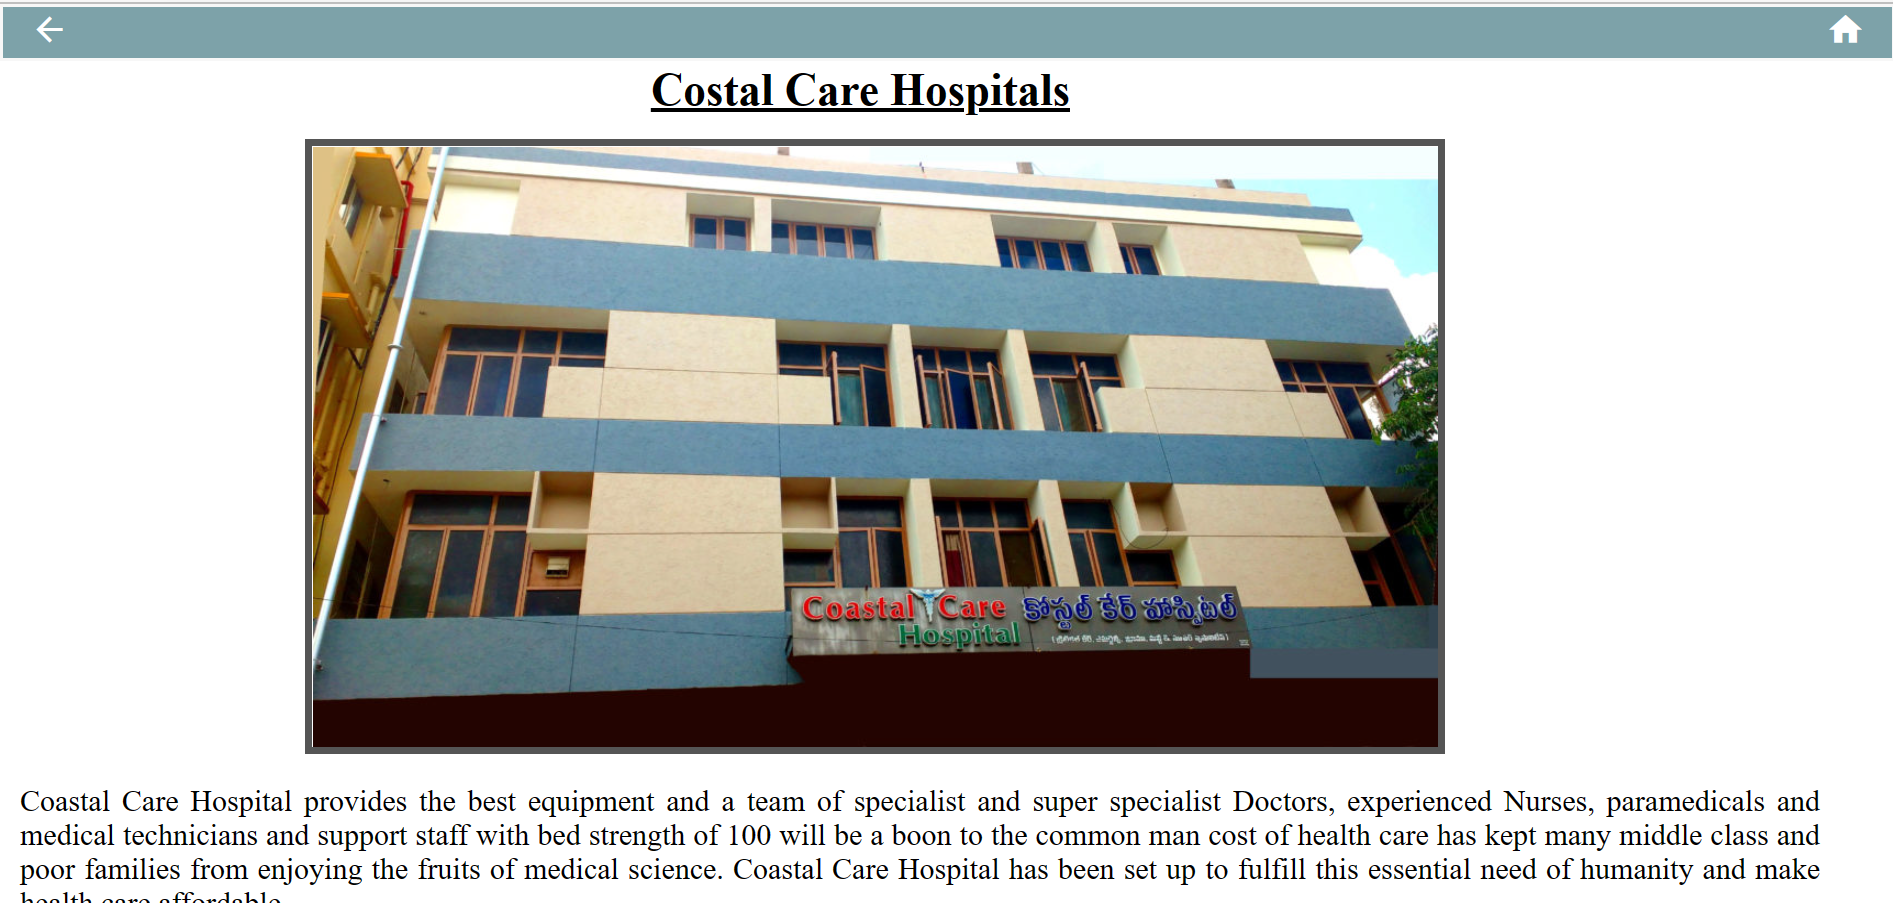 Costal Care Hospitals
Coastal Care కోస్టల్ కేర్ హాస్పిటల్
Hospital
Coastal Care Hospital provides the best equipment and a team of specialist and super specialist Doctors, experienced Nurses, paramedicals and
medical technicians and support staff with bed strength of 100 will be a boon to the common man cost of health care has kept many middle class and
poor families from enjoying the fruits of medical science. Coastal Care Hospital has been set up to fulfill this essential need of humanity and make
health care affordable